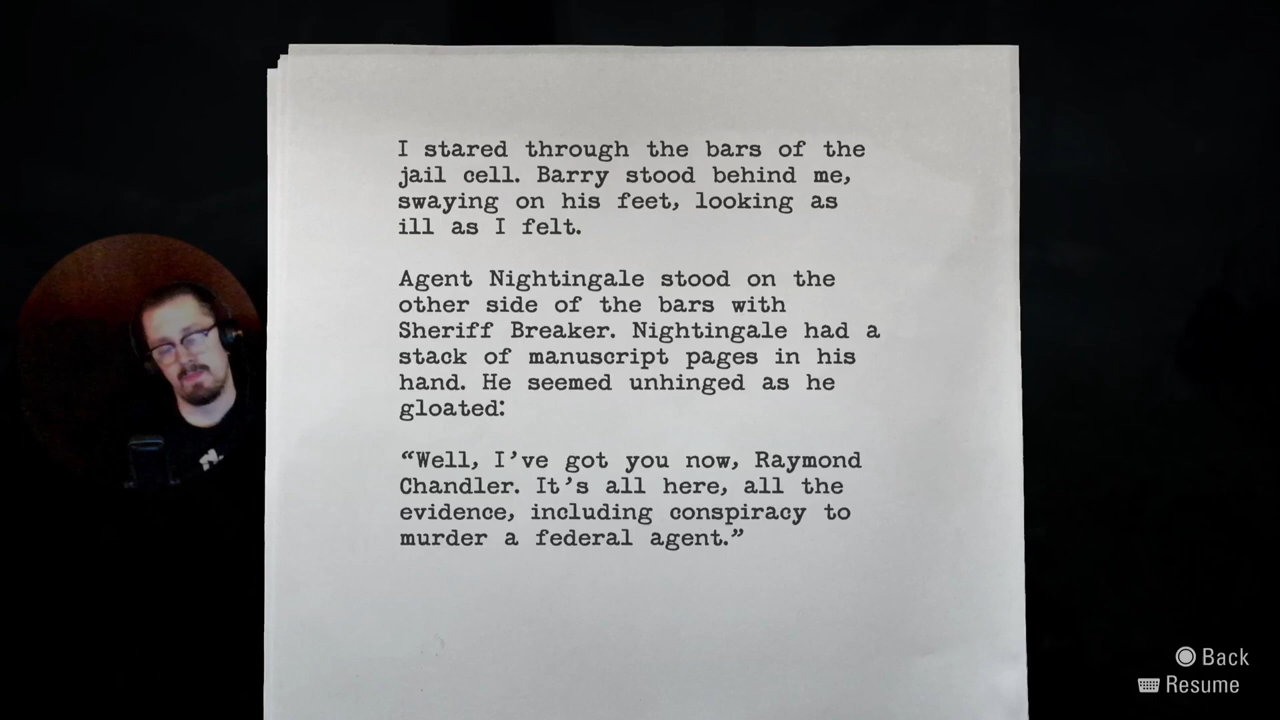 I stared through the bars of the
jail cell. Barry stood behind me,
swaying on his feet, looking as
ill as I felt.
Agent Nightingale stood on the
other side of the bars with
Sheriff Breaker. Nightingale had a
stack of manuscript pages in his
hand. He seemed unhinged as he
gloated:
“Well, I’ve got you now, Raymond
Chandler. It’s all here, all the
evidence, including conspiracy to
murder a federal agent.”
Back
Resume